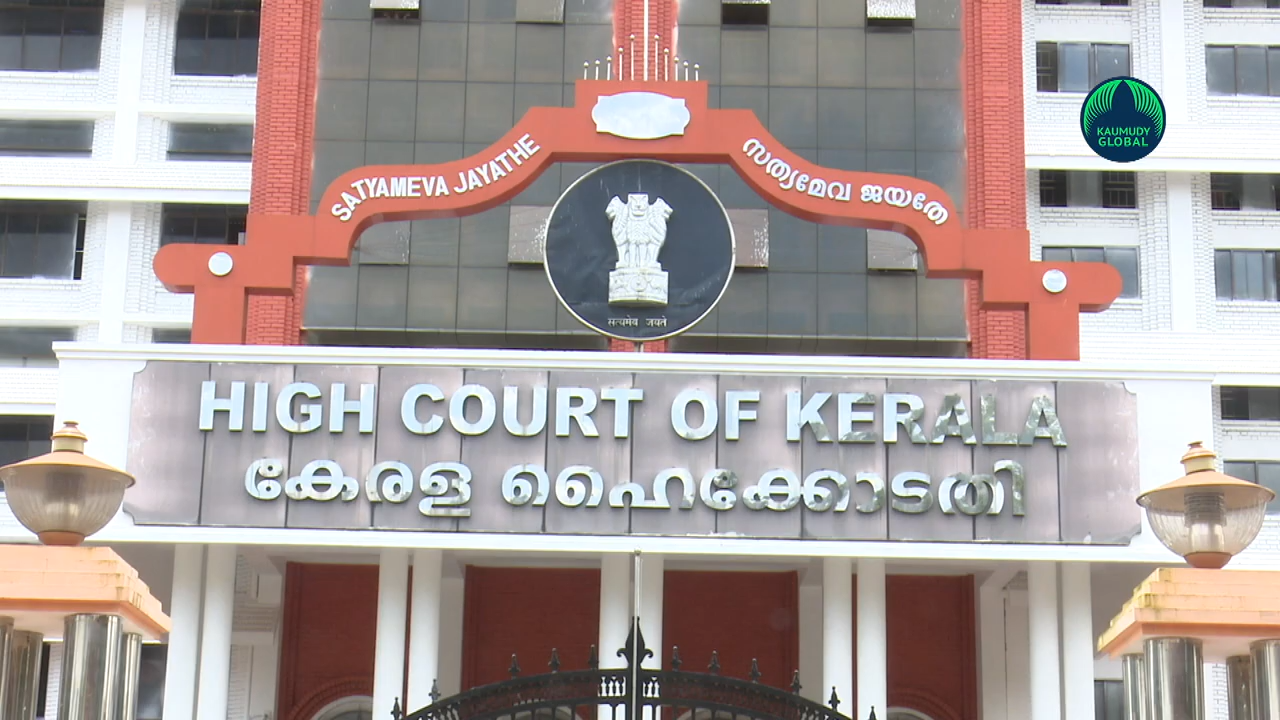 SATYAMEVA JAYATHE
സത്യമേവ ജയതേ
KAUMUDY
GLOBAL
सत्यमेव जयते
HIGH COURT OF KERALA
കേരള ഹൈക്കോടതി